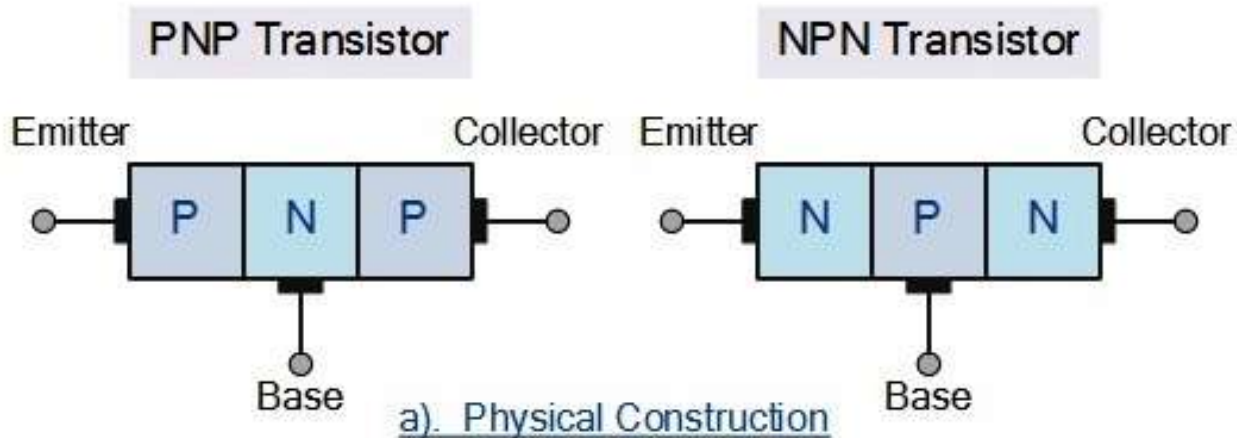 PNP Transistor NPN Transistor
Emitter Collector Emitter Collector
P N P N P N
Base Base
a). Physical Construction